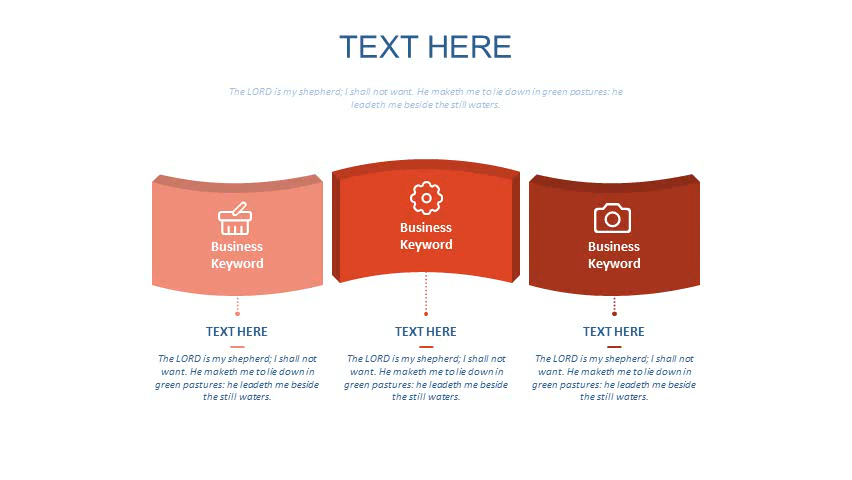 TEXT HERE
The LORD is my shepherd; I shall not want. He maketh me to lie down in green pastures: he
leadeth me beside the still waters.
Business
Keyword
Business
Keyword
Business
Keyword
TEXT HERE
The LORD is my shepherd; I shall not
want. He maketh me to lie down in
green pastures: he leadeth me beside
the still waters.
TEXT HERE
The LORD is my shepherd; I shall not
want. He maketh me to lie down in
green pastures: he leadeth me beside
the still waters.
TEXT HERE
The LORD is my shepherd; I shall not
want. He maketh me to lie down in
green pastures: he leadeth me beside
the still waters.